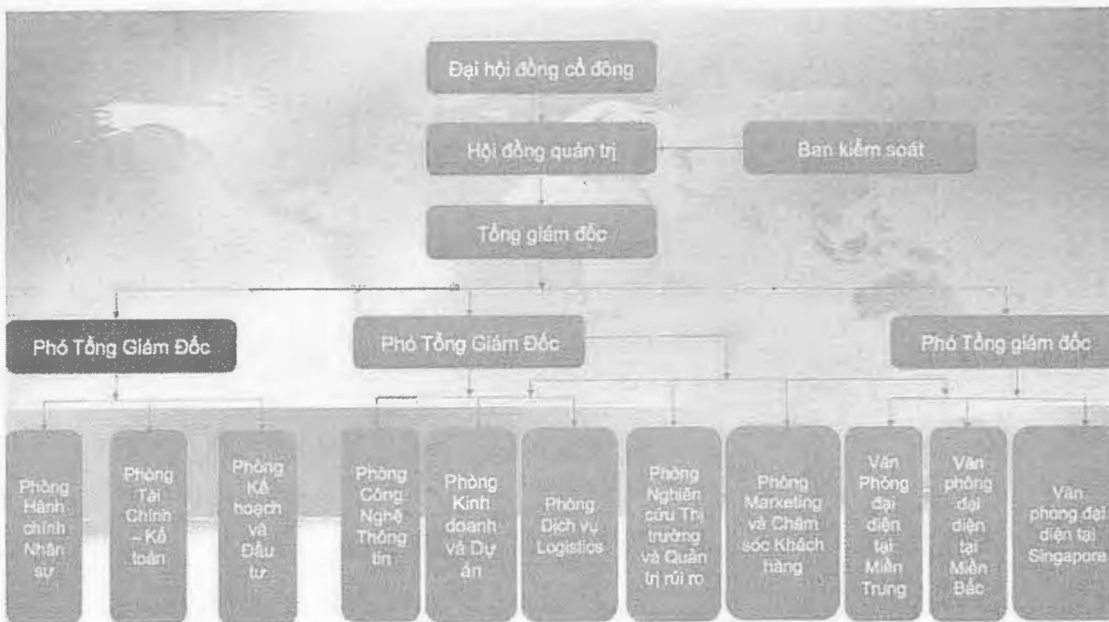 Đại hội đồng cổ đông
Hội đồng quản trị
Ban kiểm soát
Tổng giám đốc
Phó Tổng Giám Đốc
Phó Tổng Giám Đốc
Phó Tổng giám đốc
Phòng
Hành
chính
Nhân
sự
Phòng
Tài
Chính
– Kế
toán
Phòng
Kế
hoạch
và
Đầu
tư
Phòng
Công
Nghệ
Thông
tin
Phòng
Kinh
doanh
và Dự
án
Phòng
Dịch vụ
Logistics
Phòng
Nghiên
cứu Thị
trường
và Quản
trị rủi ro
Phòng
Marketing
và Chăm
sóc Khách
hàng
Văn
Phòng
đại
diện
tại
Miền
Trung
Văn
phòng
đại
diện
tại
Miền
Bắc
Văn
phòng đại
diện tại
Singapora